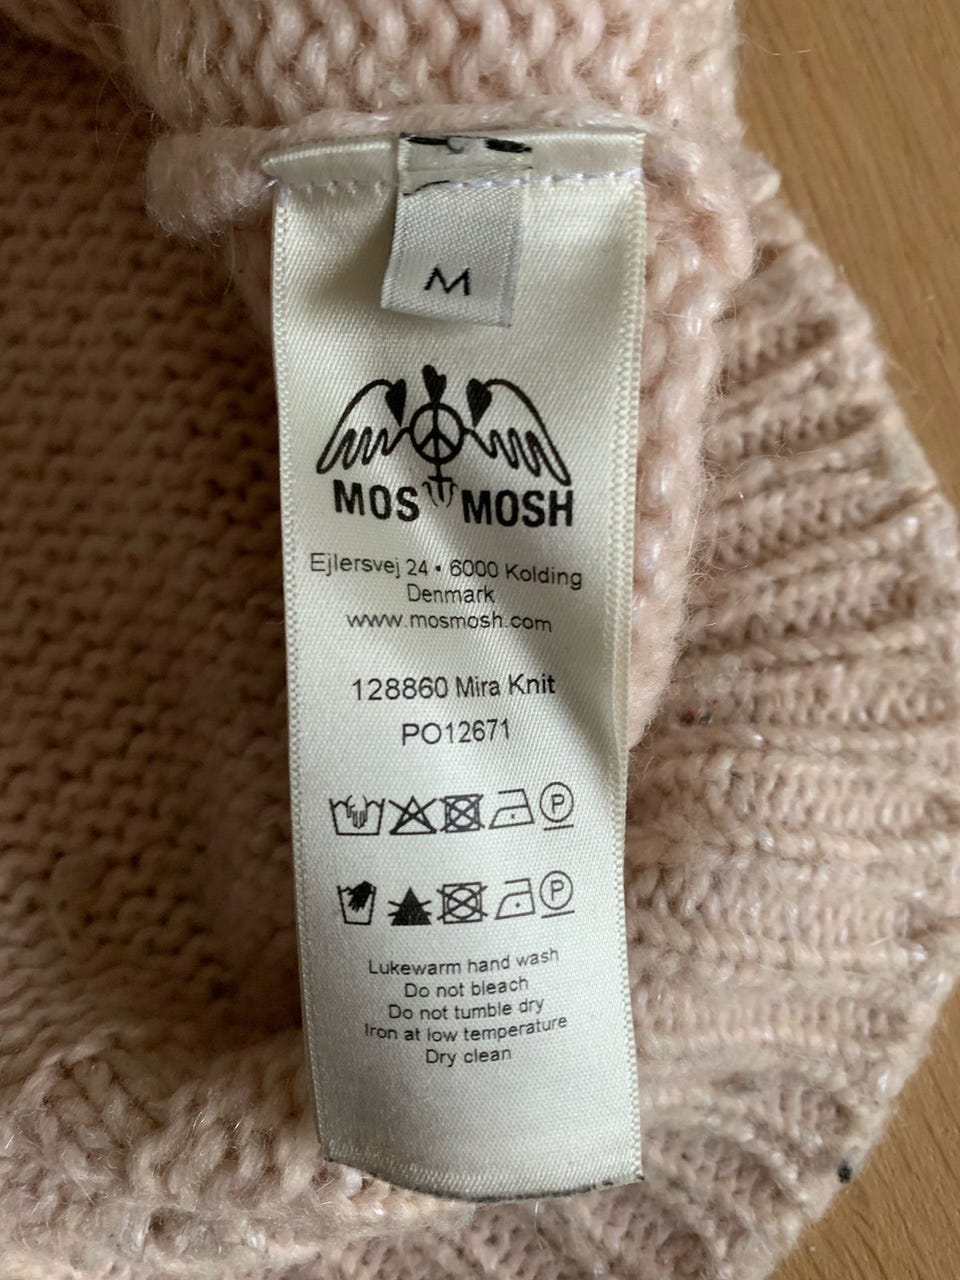 M
MOS MOSH
Ejlersvej 24 • 6000 Kolding
Denmark
www.mosmosh.com
128860 Mira Knit
PO12671
P
P
Lukewarm hand wash
Do not bleach
Do not tumble dry
Iron at low temperature
Dry clean